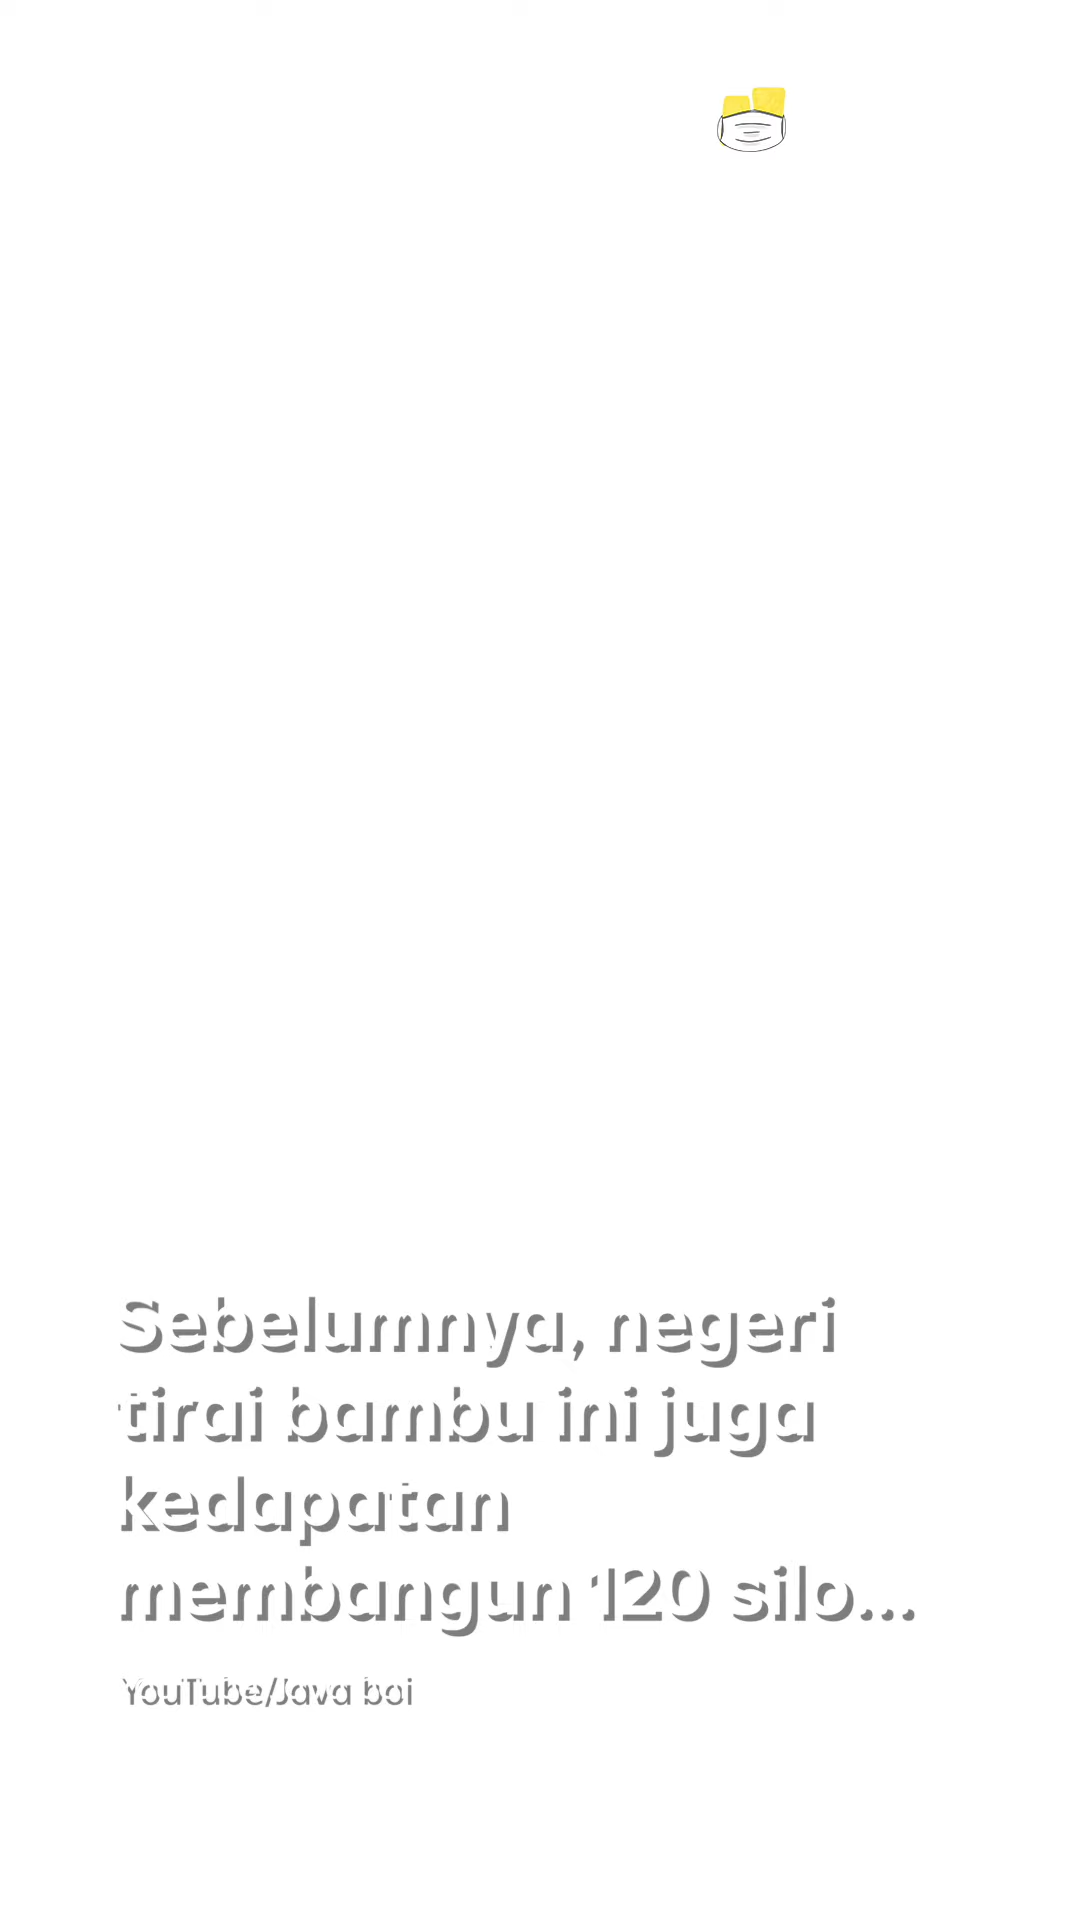 Sebelumnya, negeri
tirai bambu ini juga
kedapatan
membangun 120 silo...
YouTube/Java boi